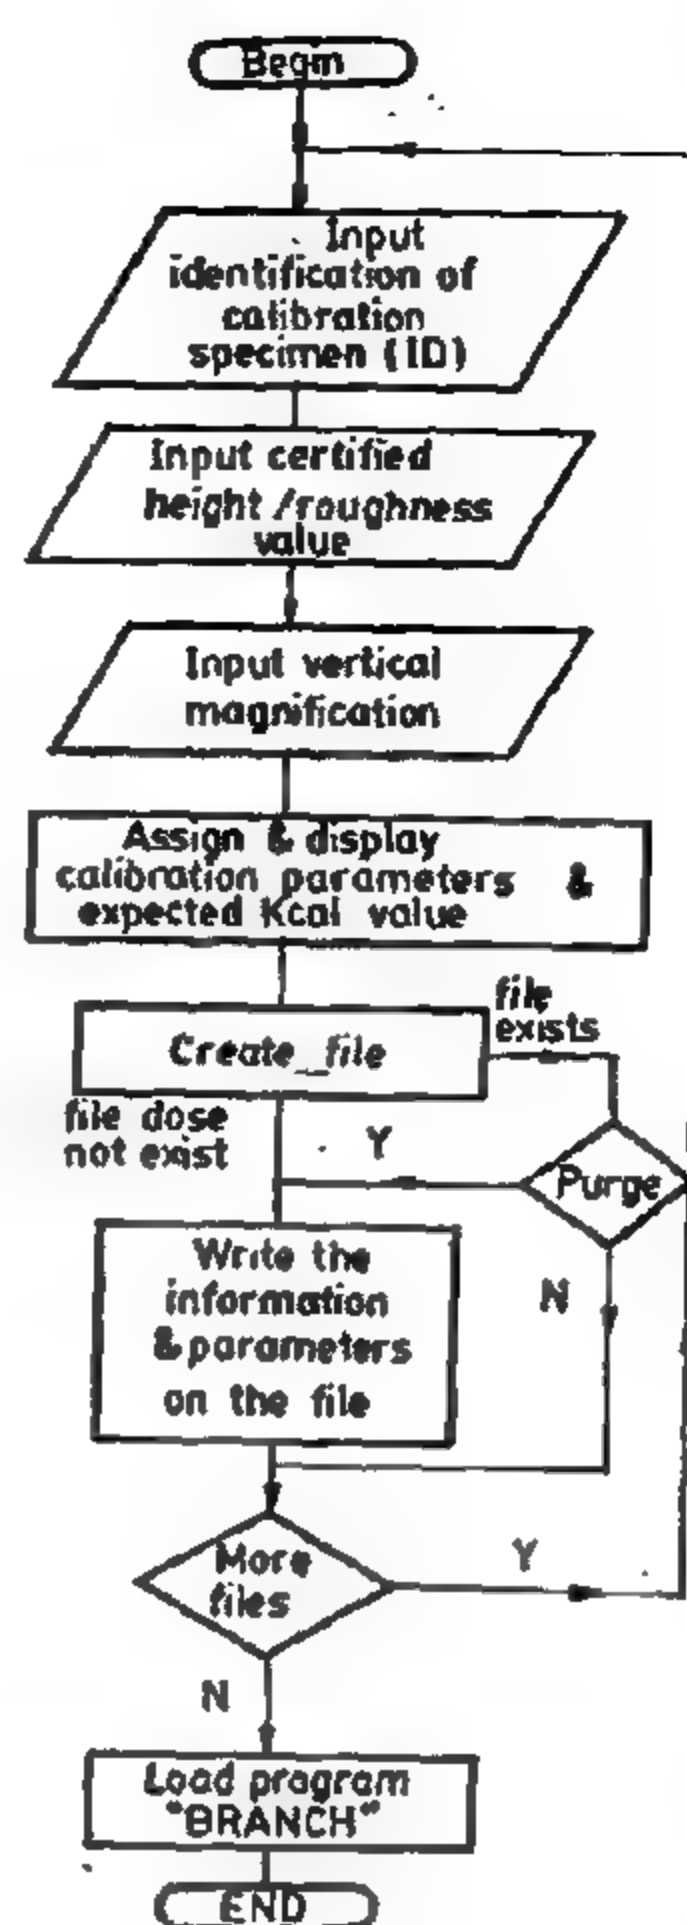 Begin
Input
identification of
calibration
specimen (ID)
Input certified
height/roughness
value
Input vertical
magnification
Assign & display
calibration parameters &
expected Kcal value
file
exists
Create_file
file dose
not exist
Y
Purge
Write the
information
& parameters
on the file
N
More
files
Y
N
Load program
"BRANCH"
END